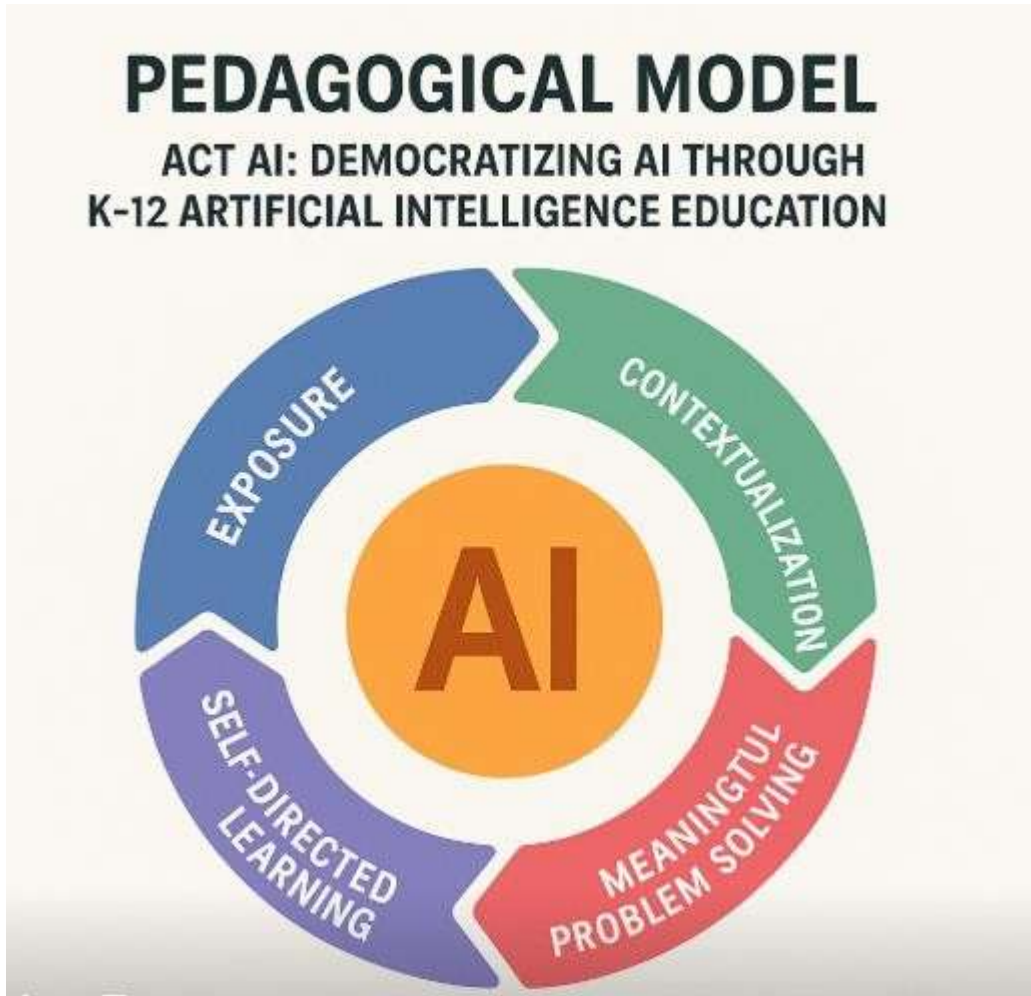 PEDAGOGICAL MODEL
ACT AI: DEMOCRATIZING AI THROUGH
K-12 ARTIFICIAL INTELLIGENCE EDUCATION
EXPOSURE
CONTEXTUALIZATION
AI
SELF-DIRECTED
LEARNING
MEANINGTUL
PROBLEM SOLVING